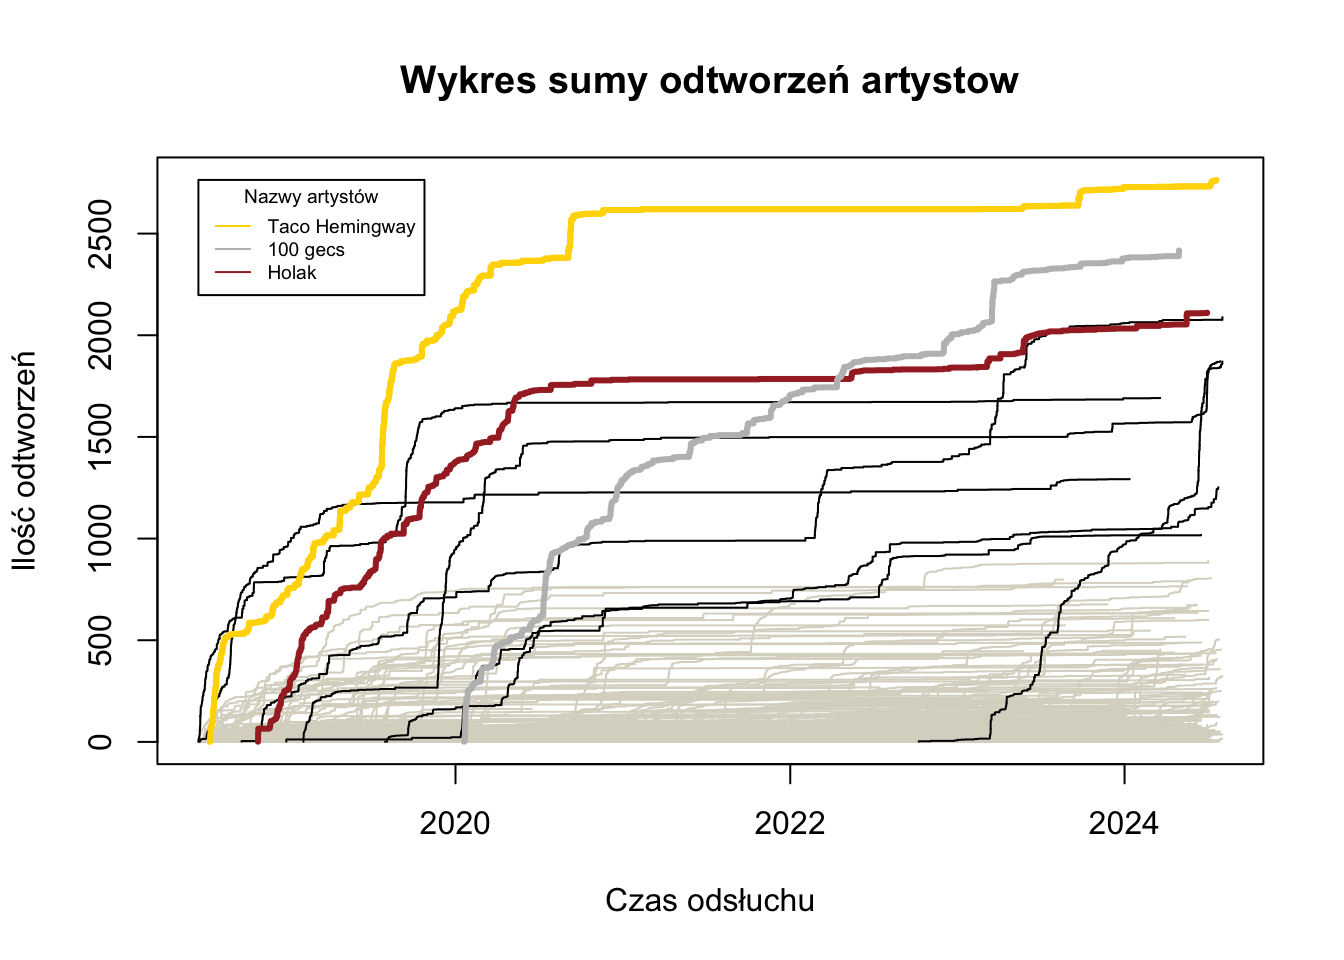 Wykres sumy odtworzeń artystow
Nazwy artystów
Taco Hemingway
100 gecs
Holak
Ilość odtworzeń
2500
2000
1500
1000
500
0
2020 2022 2024
Czas odsłuchu